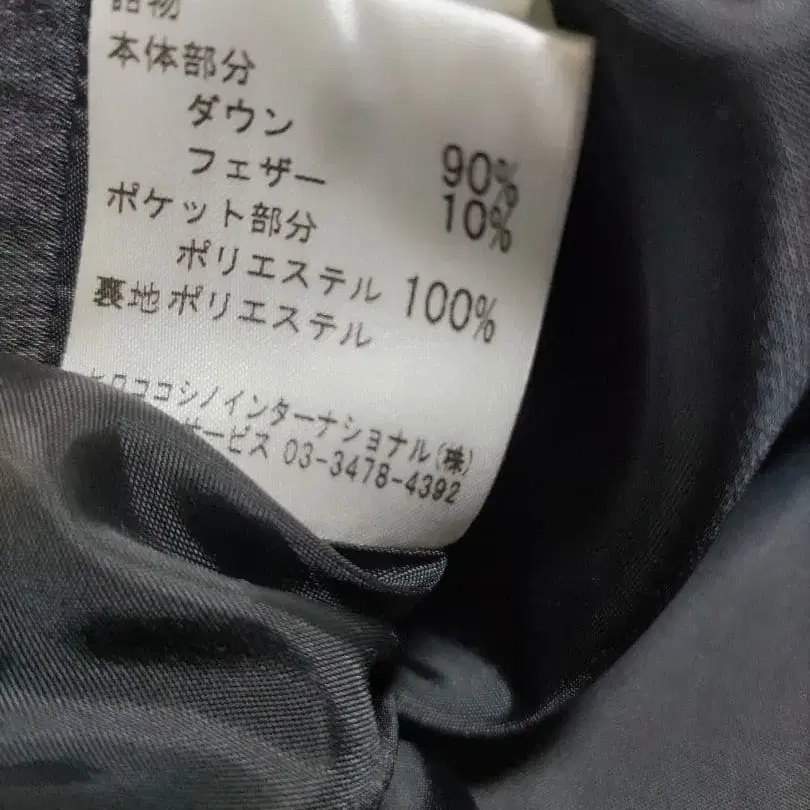 詰物
本体部分
ダウン 90%
フェザー 10%
ポケット部分
ポリエステル 100%
裏地 ポリエステル
ヒロココシノインターナショナル(株)
サービス 03-3478-4392